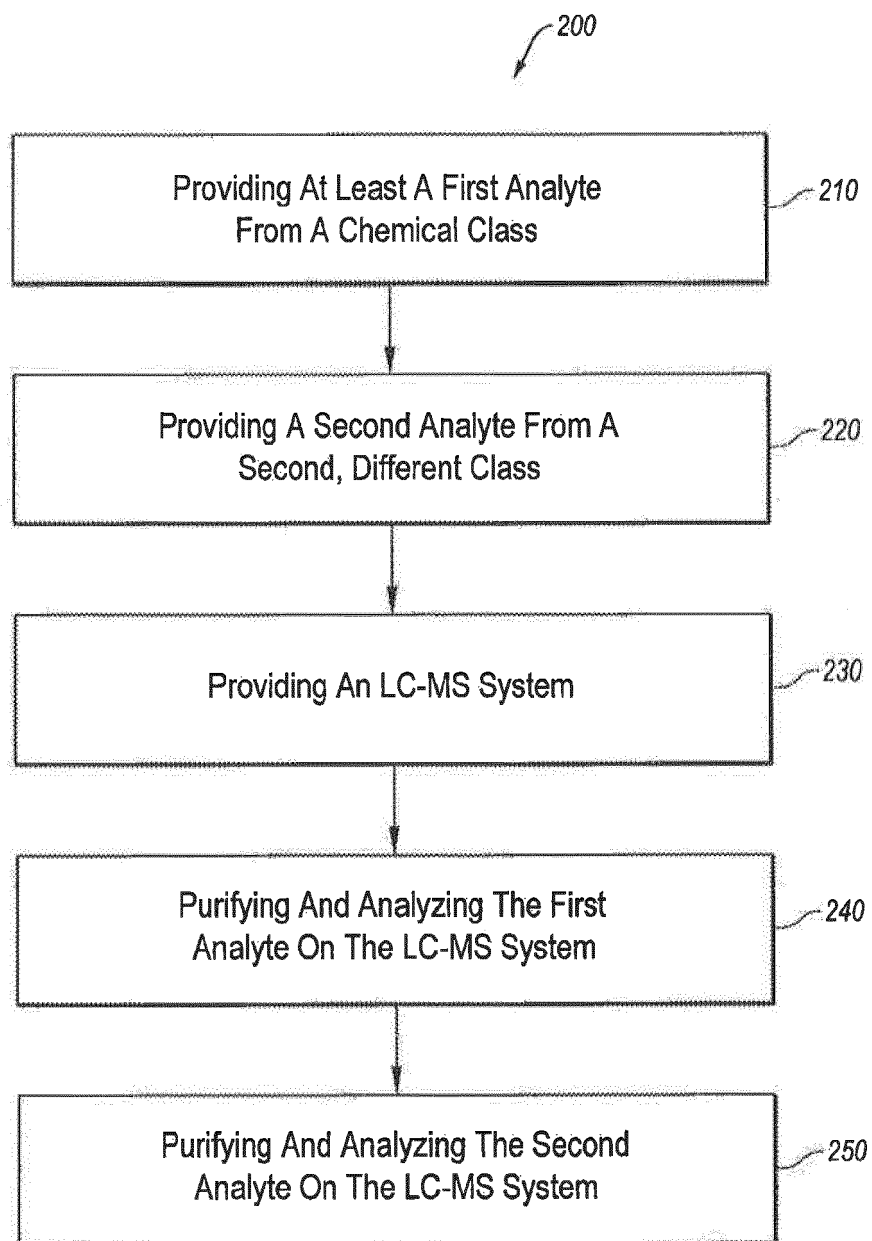 200
Providing At Least A First Analyte
From A Chemical Class
210
Providing A Second Analyte From A
Second, Different Class
220
Providing An LC-MS System
230
Purifying And Analyzing The First
Analyte On The LC-MS System
240
Purifying And Analyzing The Second
Analyte On The LC-MS System
250